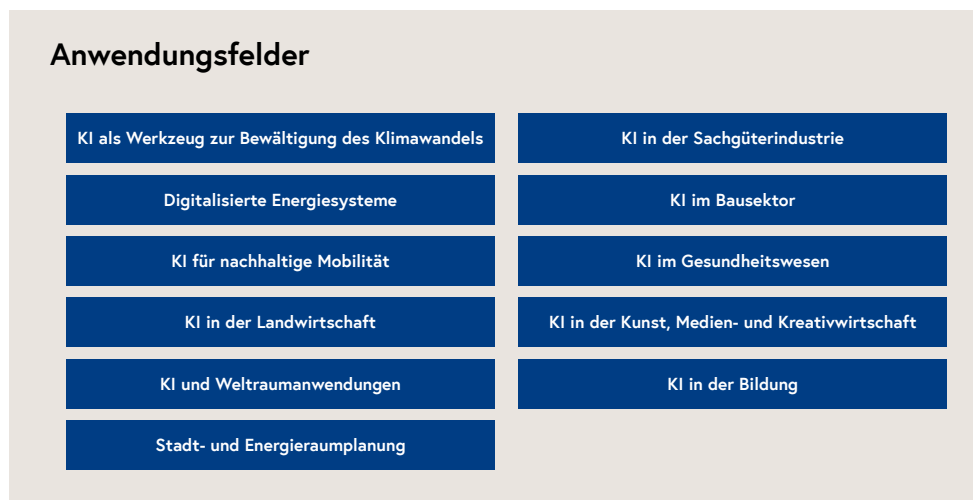 Anwendungsfelder
KI als Werkzeug zur Bewältigung des Klimawandels
KI in der Sachgüterindustrie
Digitalisierte Energiesysteme
KI im Bausektor
KI für nachhaltige Mobilität
KI im Gesundheitswesen
KI in der Landwirtschaft
KI in der Kunst, Medien- und Kreativwirtschaft
KI und Weltraumanwendungen
KI in der Bildung
Stadt- und Energieraumplanung